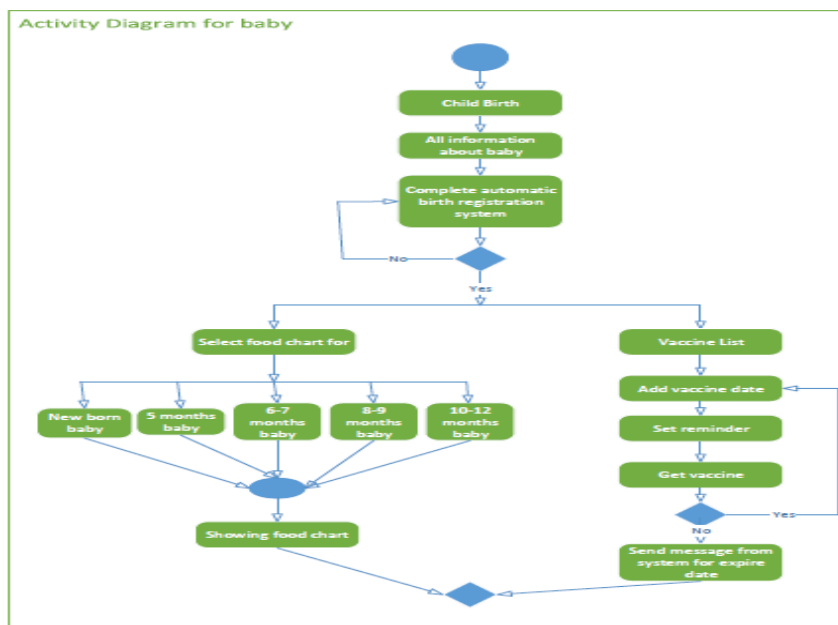 Activity Diagram for baby
Child Birth
All information
about baby
Complete automatic
birth registration
system
No
Yes
Select food chart for
Vaccine List
New born
baby
5 months
baby
6-7
months
baby
8-9
months
baby
10-12
months
baby
Add vaccine date
Set reminder
Get vaccine
Yes
No
Showing food chart
Send message from
system for expire
date